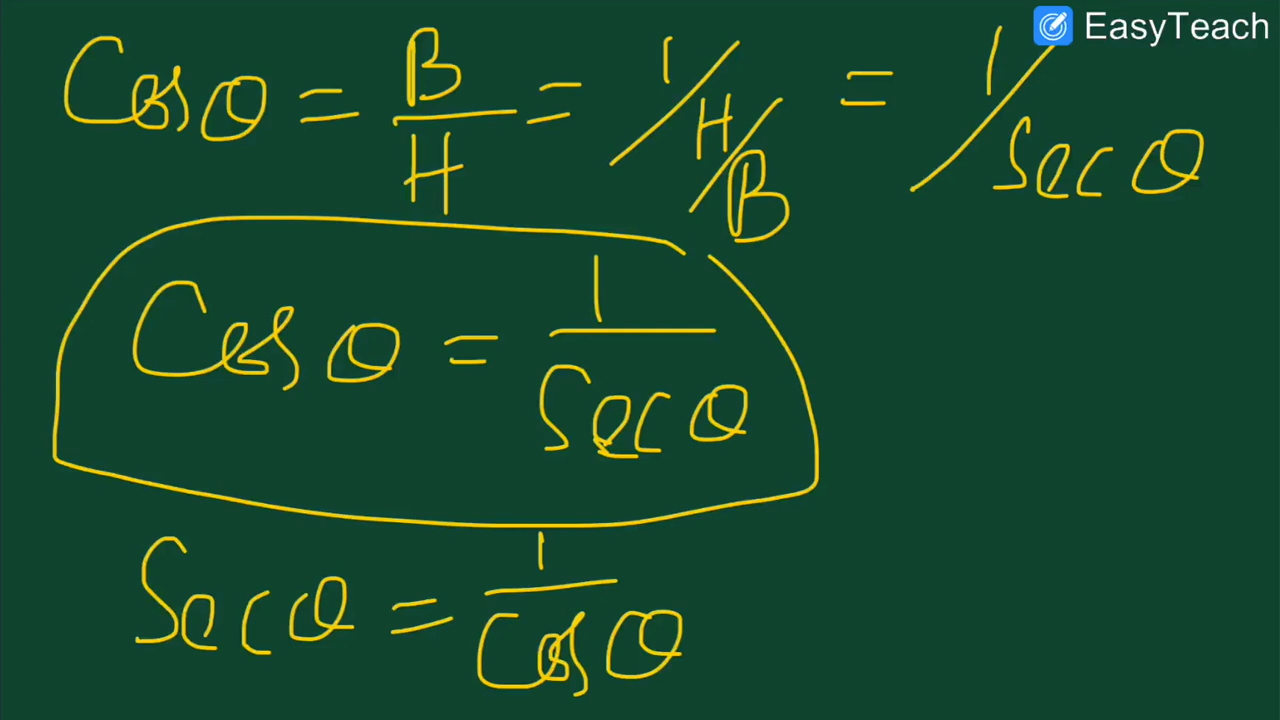 EasyTeach
Cosθ = B/H = 1/H/B = 1/Secθ
Cosθ = 1/Secθ
Secθ = 1/Cosθ